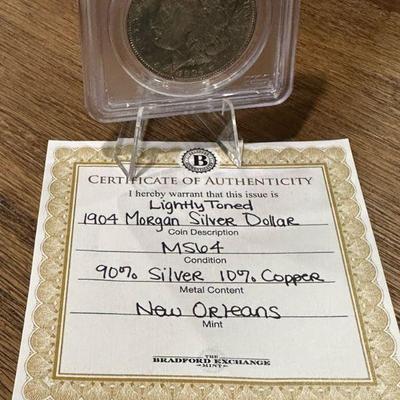 B
CERTIFICATE OF AUTHENTICITY
I hereby warrant that this issue is
Lightly Toned
1904 Morgan Silver Dollar
Coin Description
MS64
Condition
90% Silver 10% Copper
Metal Content
New Orleans
Mint
THE
BRADFORD EXCHANGE
MINT